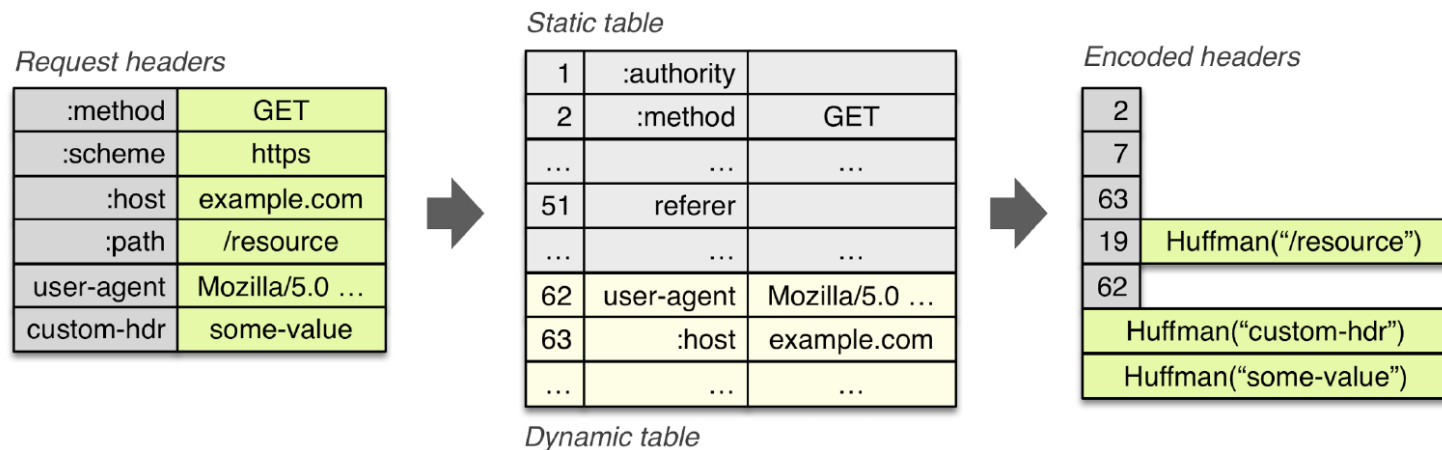 Static table
Request headers
Encoded headers
:method GET
:scheme https
:host example.com
:path /resource
user-agent Mozilla/5.0 ...
custom-hdr some-value
1 :authority
2 :method GET
... ... ...
51 referer
... ... ...
62 user-agent Mozilla/5.0 ...
63 :host example.com
... ... ...
Dynamic table
2
7
63
19 Huffman(“/resource”)
62
Huffman(“custom-hdr”)
Huffman(“some-value”)